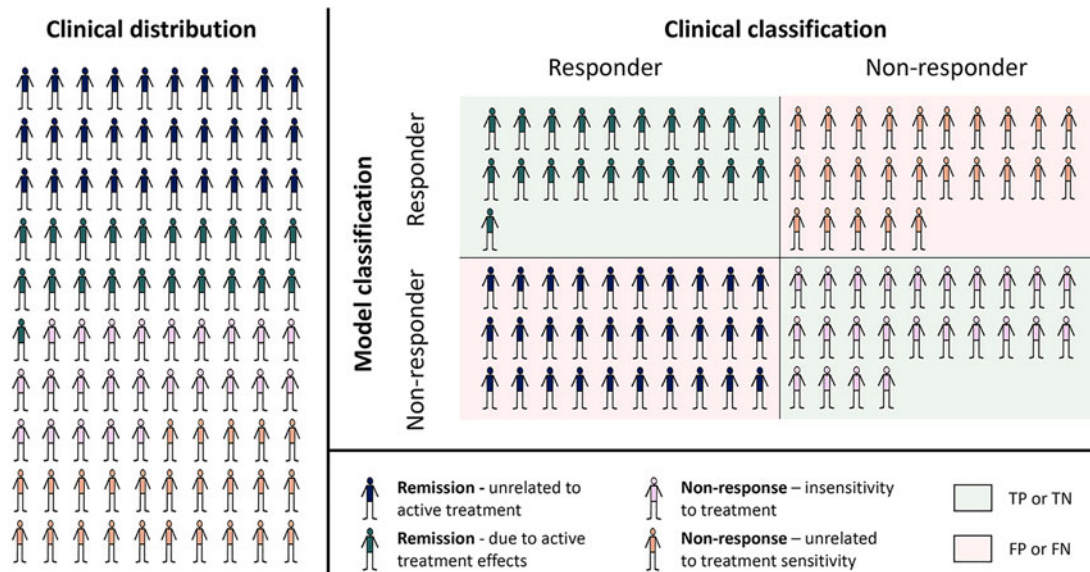 Clinical distribution
Clinical classification
Responder
Non-responder
Model classification
Responder
Non-responder
Remission - unrelated to
active treatment
Remission - due to active
treatment effects
Non-response – insensitivity
to treatment
Non-response – unrelated
to treatment sensitivity
TP or TN
FP or FN